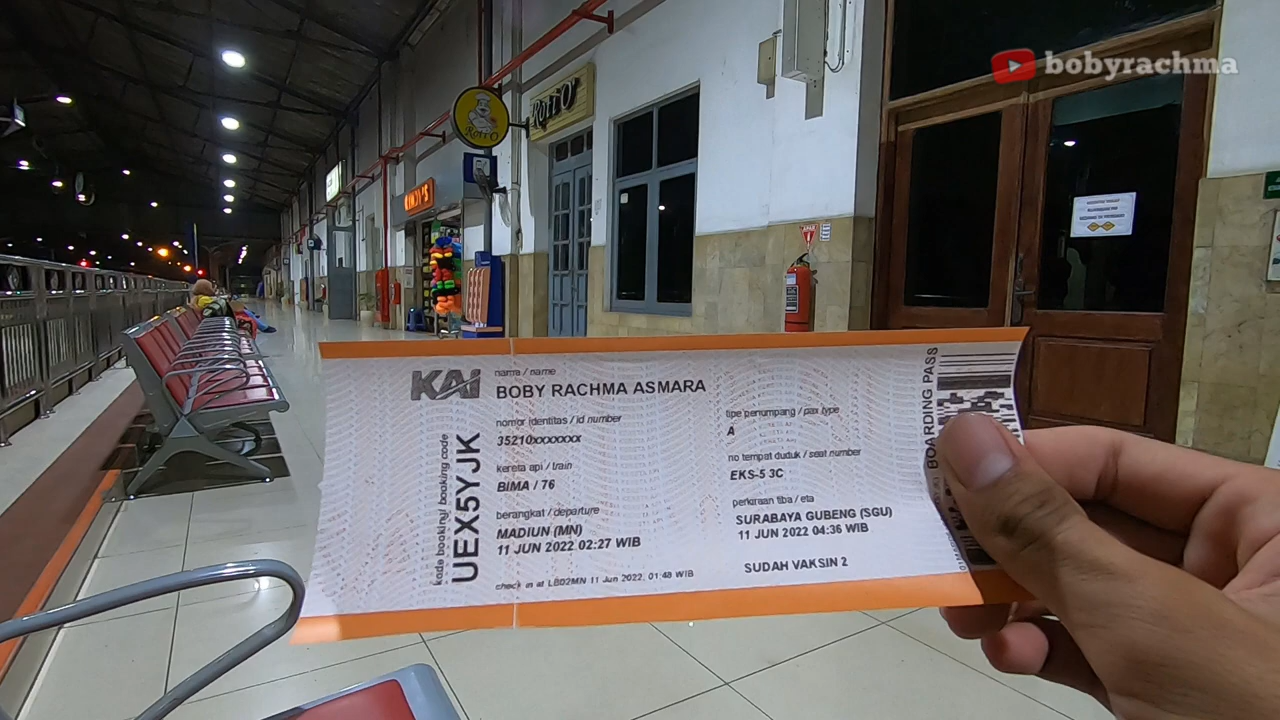 bobyrachma
ROTI'O
ROTI'O
APAR
KAI
nama / name
BOBY RACHMA ASMARA
nomor identitas / id number
35210xxxxxxx
kereta api / train
BIMA / 76
berangkat / departure
MADIUN (MN)
11 JUN 2022 02:27 WIB
check in at LB02MN 11 Jun 2022, 01:48 WIB
kode booking/ booking code
UEX5YJK
tipe penumpang / pax type
A
no tempat duduk / seat number
EKS-5 3C
perkiraan tiba / eta
SURABAYA GUBENG (SGU)
11 JUN 2022 04:36 WIB
SUDAH VAKSIN 2
BOARDING PASS